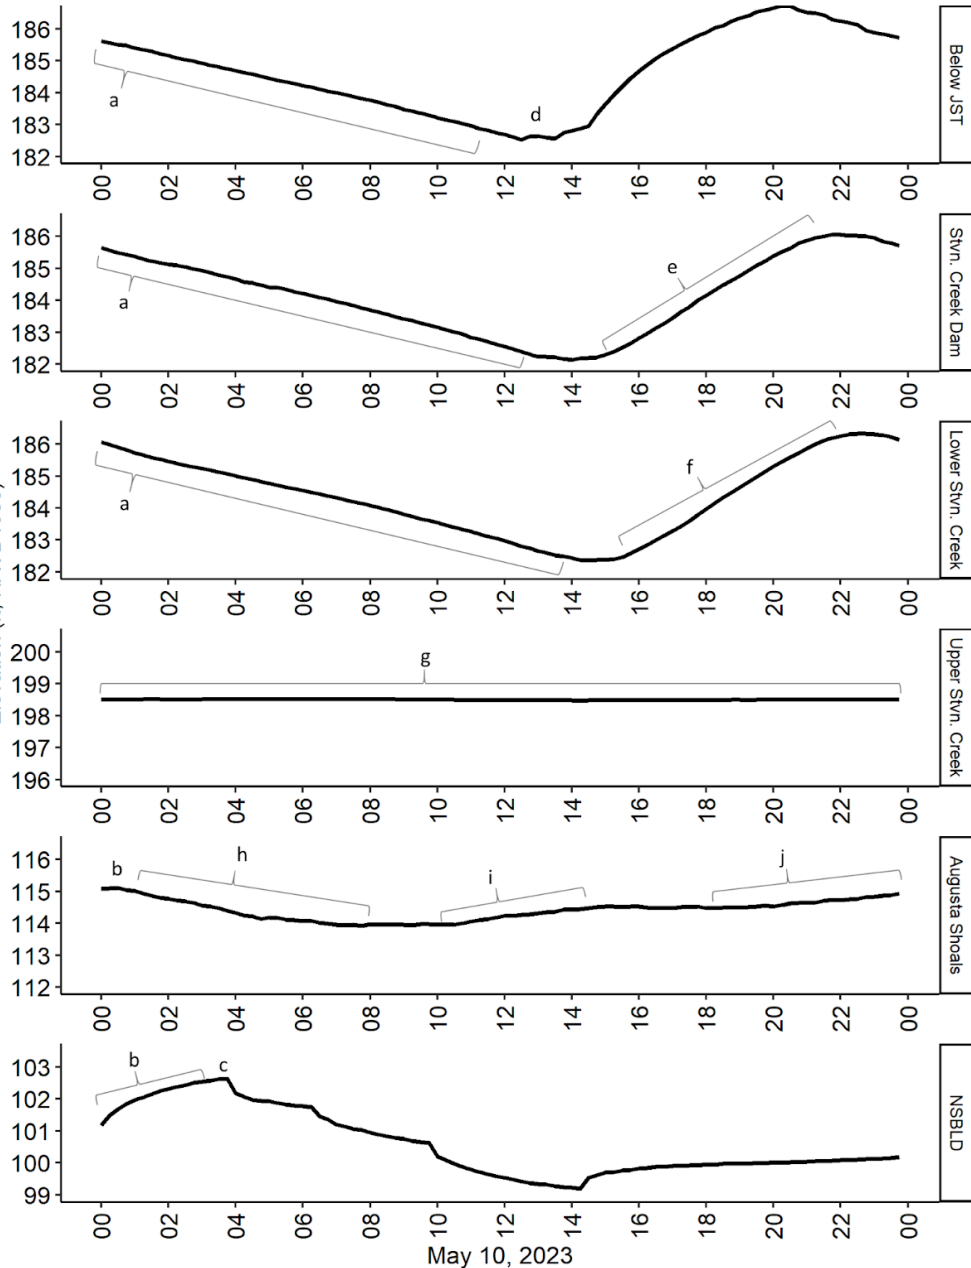 186
185
184
183
182
a
d
00 02 04 06 08 10 12 14 16 18 20 22 00
Below JST
186
185
184
183
182
a
e
00 02 04 06 08 10 12 14 16 18 20 22 00
Stvn. Creek Dam
186
185
184
183
182
a
f
00 02 04 06 08 10 12 14 16 18 20 22 00
Lower Stvn. Creek
200
199
198
197
196
g
00 02 04 06 08 10 12 14 16 18 20 22 00
Upper Stvn. Creek
116
115
114
113
112
b
h
i
j
00 02 04 06 08 10 12 14 16 18 20 22 00
Augusta Shoals
103
102
101
100
99
b
c
00 02 04 06 08 10 12 14 16 18 20 22 00
NSBLD
May 10, 2023